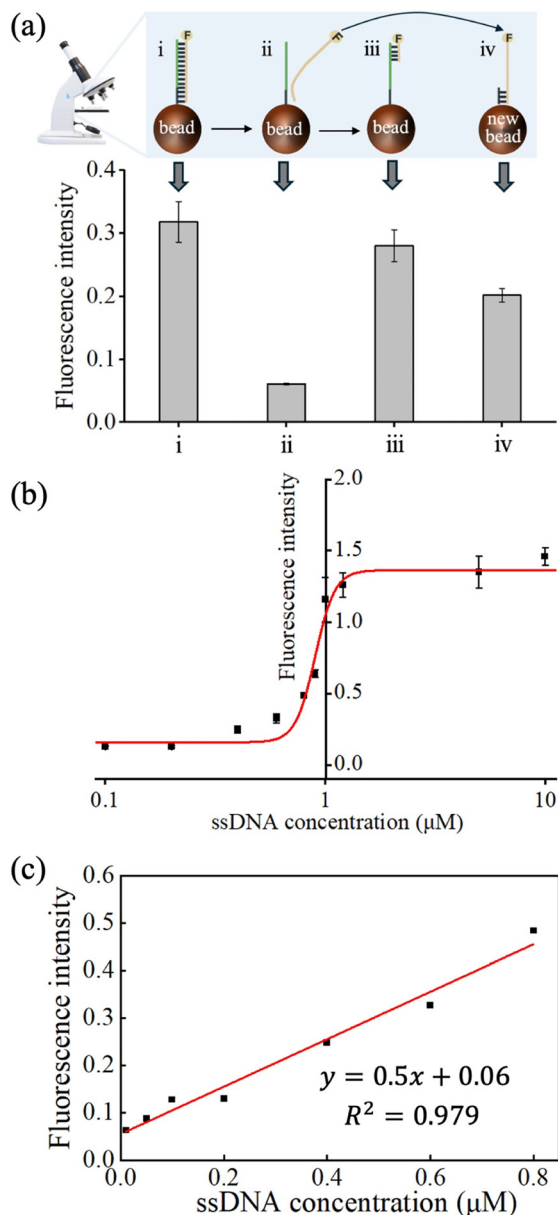 (a)
i
ii
iii
iv
F
F
F
F
bead
bead
bead
new
bead
Fluorescence intensity
0.4
0.3
0.2
0.1
0.0
i
ii
iii
iv
(b)
Fluorescence intensity
2.0
1.5
1.0
0.5
0.0
0.1
1
10
ssDNA concentration (μM)
(c)
Fluorescence intensity
0.6
0.5
0.4
0.3
0.2
0.1
0.0
y = 0.5x + 0.06
R² = 0.979
0.0
0.2
0.4
0.6
0.8
ssDNA concentration (μM)